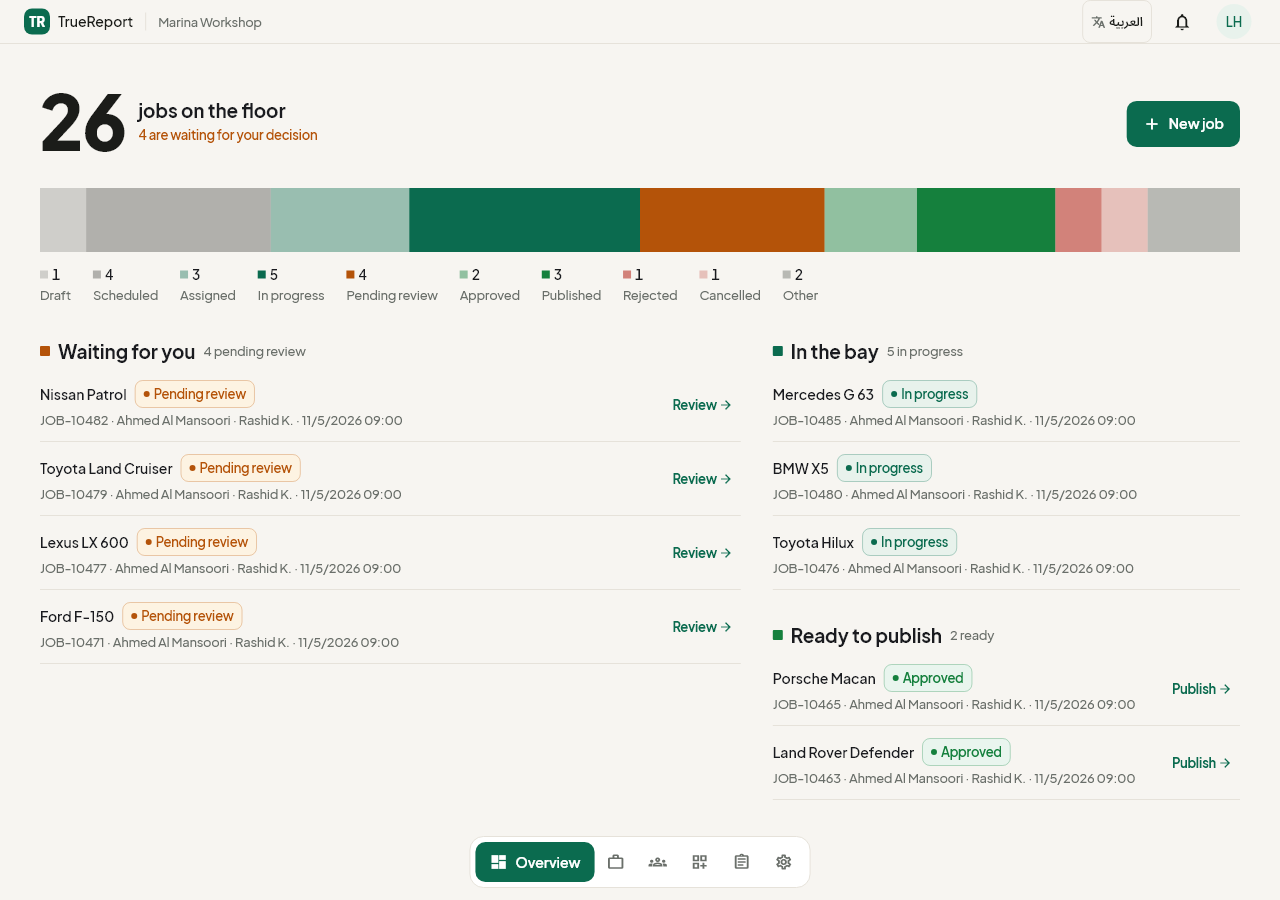 TR TrueReport Marina Workshop العربية LH
26 jobs on the floor
4 are waiting for your decision
+ New job
1 4 3 5 4 2 3 1 1 2
Draft Scheduled Assigned In progress Pending review Approved Published Rejected Cancelled Other
Waiting for you 4 pending review
Nissan Patrol Pending review
JOB-10482 · Ahmed Al Mansoori · Rashid K. · 11/5/2026 09:00
Review →
Toyota Land Cruiser Pending review
JOB-10479 · Ahmed Al Mansoori · Rashid K. · 11/5/2026 09:00
Review →
Lexus LX 600 Pending review
JOB-10477 · Ahmed Al Mansoori · Rashid K. · 11/5/2026 09:00
Review →
Ford F-150 Pending review
JOB-10471 · Ahmed Al Mansoori · Rashid K. · 11/5/2026 09:00
Review →
In the bay 5 in progress
Mercedes G 63 In progress
JOB-10485 · Ahmed Al Mansoori · Rashid K. · 11/5/2026 09:00
BMW X5 In progress
JOB-10480 · Ahmed Al Mansoori · Rashid K. · 11/5/2026 09:00
Toyota Hilux In progress
JOB-10476 · Ahmed Al Mansoori · Rashid K. · 11/5/2026 09:00
Ready to publish 2 ready
Porsche Macan Approved
JOB-10465 · Ahmed Al Mansoori · Rashid K. · 11/5/2026 09:00
Publish →
Land Rover Defender Approved
JOB-10463 · Ahmed Al Mansoori · Rashid K. · 11/5/2026 09:00
Publish →
Overview